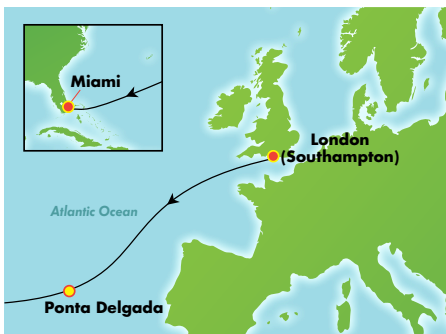 Miami
London
(Southampton)
Atlantic Ocean
Ponta Delgada